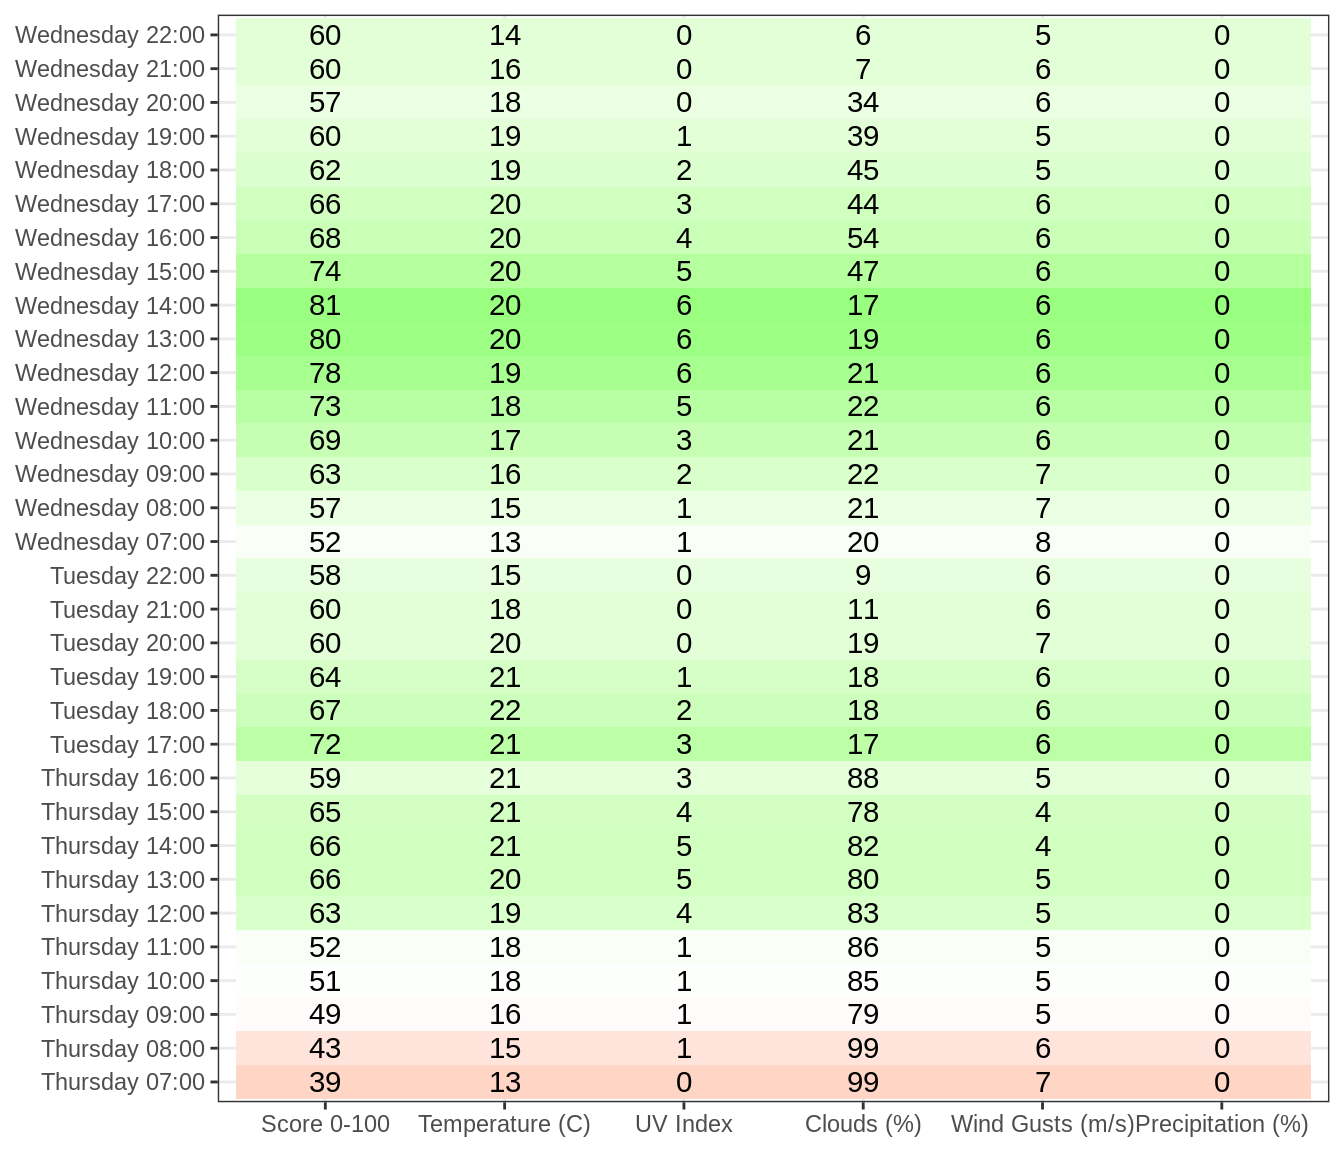 Wednesday 22:00 60 14 0 6 5 0
Wednesday 21:00 60 16 0 7 6 0
Wednesday 20:00 57 18 0 34 6 0
Wednesday 19:00 60 19 1 39 5 0
Wednesday 18:00 62 19 2 45 5 0
Wednesday 17:00 66 20 3 44 6 0
Wednesday 16:00 68 20 4 54 6 0
Wednesday 15:00 74 20 5 47 6 0
Wednesday 14:00 81 20 6 17 6 0
Wednesday 13:00 80 20 6 19 6 0
Wednesday 12:00 78 19 6 21 6 0
Wednesday 11:00 73 18 5 22 6 0
Wednesday 10:00 69 17 3 21 6 0
Wednesday 09:00 63 16 2 22 7 0
Wednesday 08:00 57 15 1 21 7 0
Wednesday 07:00 52 13 1 20 8 0
Tuesday 22:00 58 15 0 9 6 0
Tuesday 21:00 60 18 0 11 6 0
Tuesday 20:00 60 20 0 19 7 0
Tuesday 19:00 64 21 1 18 6 0
Tuesday 18:00 67 22 2 18 6 0
Tuesday 17:00 72 21 3 17 6 0
Thursday 16:00 59 21 3 88 5 0
Thursday 15:00 65 21 4 78 4 0
Thursday 14:00 66 21 5 82 4 0
Thursday 13:00 66 20 5 80 5 0
Thursday 12:00 63 19 4 83 5 0
Thursday 11:00 52 18 1 86 5 0
Thursday 10:00 51 18 1 85 5 0
Thursday 09:00 49 16 1 79 5 0
Thursday 08:00 43 15 1 99 6 0
Thursday 07:00 39 13 0 99 7 0
Score 0-100 Temperature (C) UV Index Clouds (%) Wind Gusts (m/s) Precipitation (%)